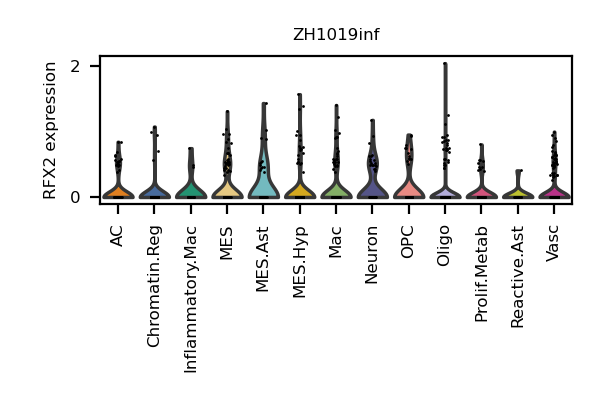 ZH1019inf
RFX2 expression
2
0
AC
Chromatin.Reg
Inflammatory.Mac
MES
MES.Ast
MES.Hyp
Mac
Neuron
OPC
Oligo
Prolif.Metab
Reactive.Ast
Vasc